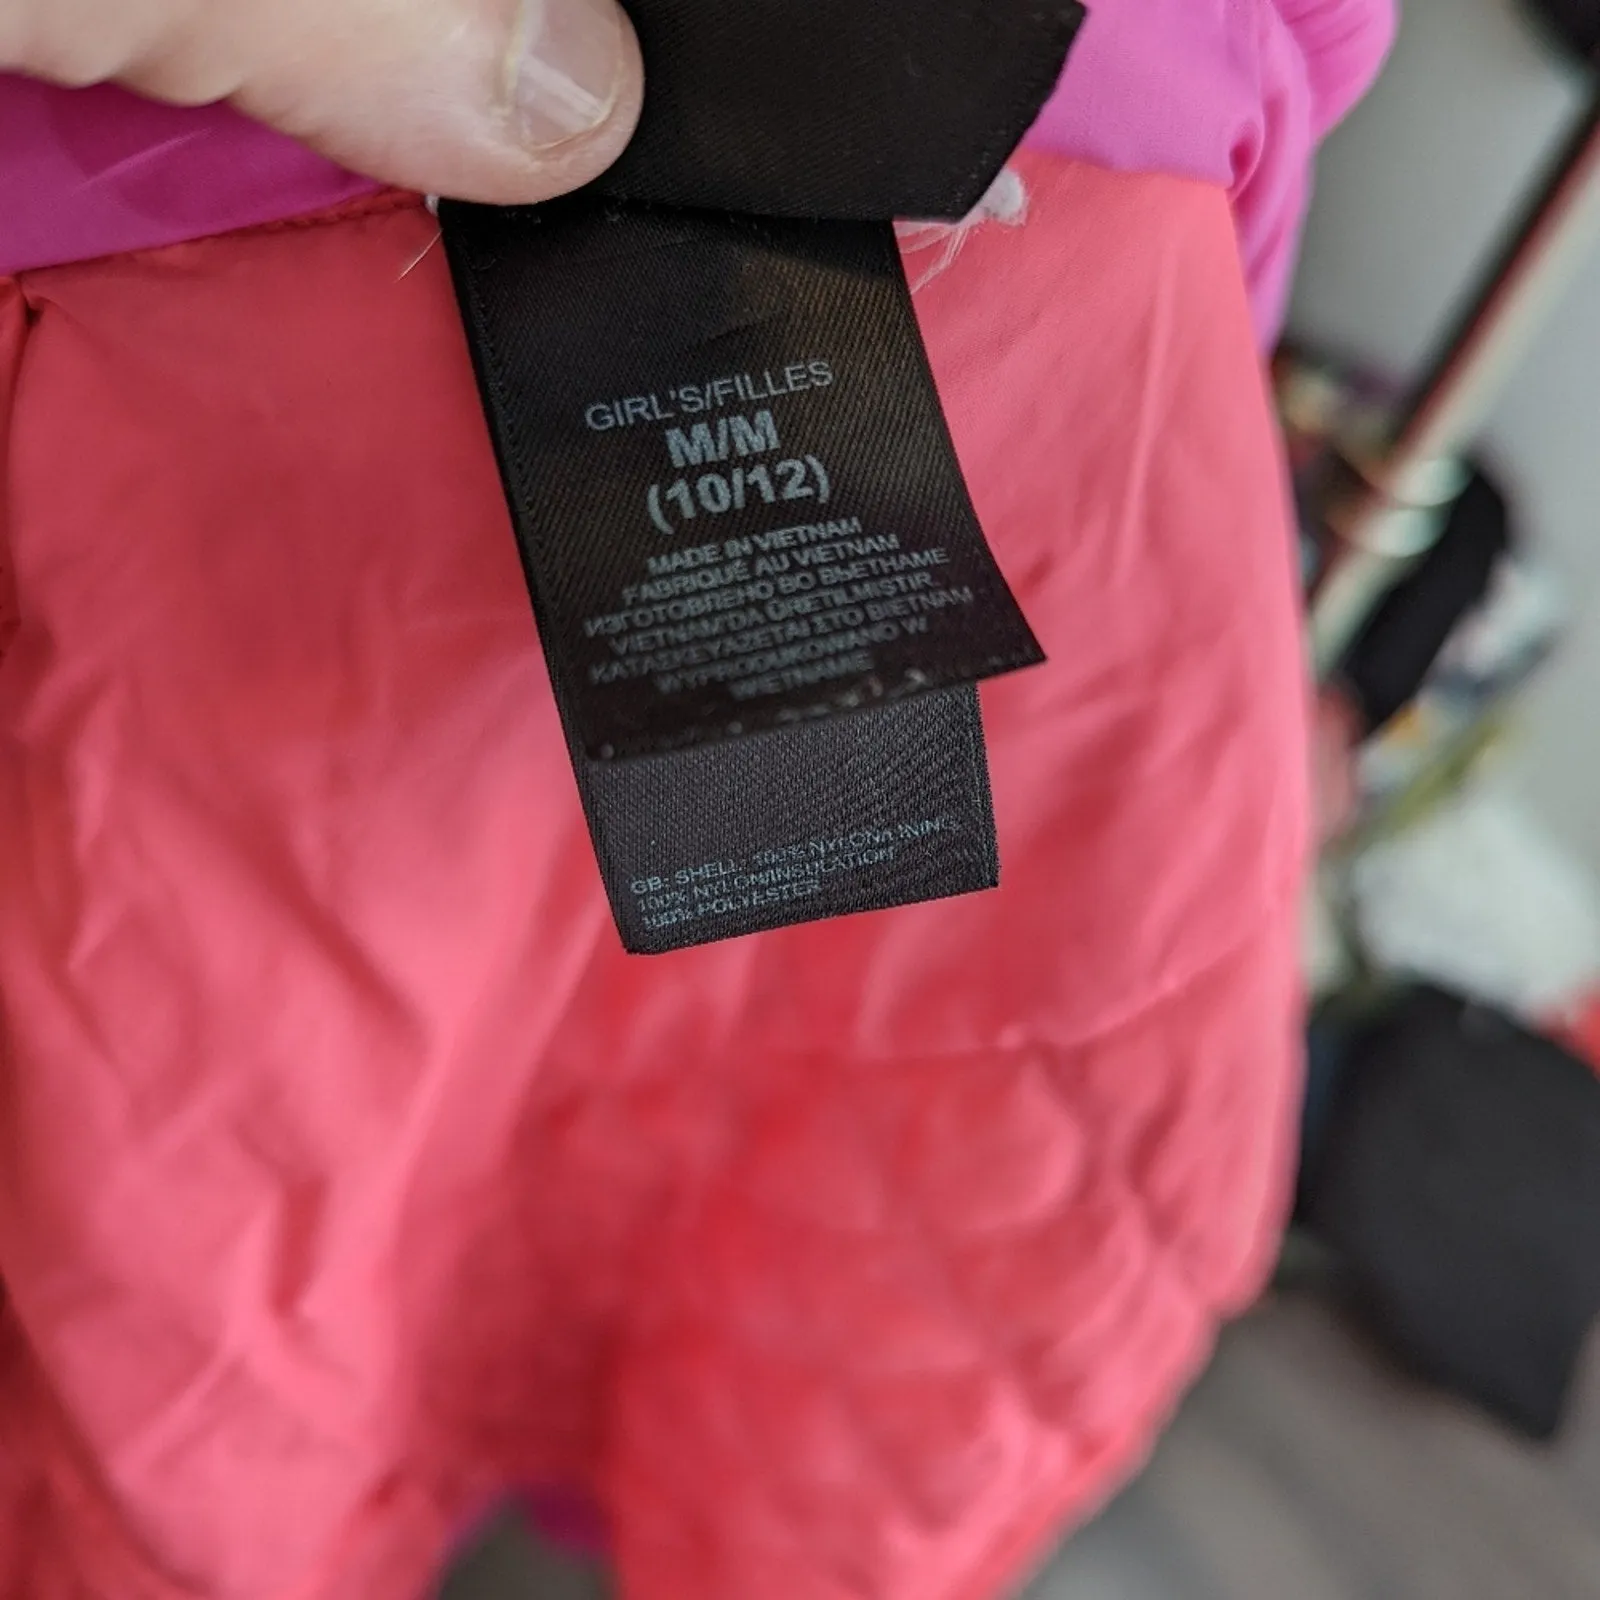 GIRL'S/FILLES
M/M
(10/12)
MADE IN VIETNAM
FABRIQUÉ AU VIETNAM
ИЗГОТОВЛЕНО ВО ВЬЕТНАМЕ
VIETNAM'DA ÜRETILMISTIR
ΚΑΤΑΣΚΕΥΑΖΕΤΑΙ ΣΤΟ ΒΙΕΤΝΑΜ
WYPRODUKOWANO W
WIETNAMIE
GB: SHELL: 100% NYLON/LINING
100% NYLON/INSULATION
100% POLYESTER